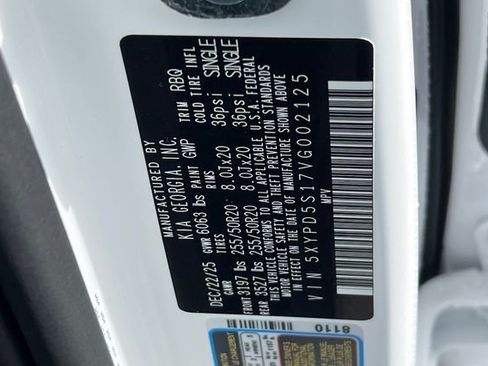 MANUFACTURED BY
KIA GEORGIA, INC.
DEC/22/25 GVWR 6063 lbs PAINT GWP TRIM RBQ
GAWR TIRES RIMS COLD TIRE INFL
FRONT 3197 lbs 255/50R20 8.0Jx20 36psi SINGLE
REAR 3527 lbs 255/50R20 8.0Jx20 36psi SINGLE
THIS VEHICLE CONFORMS TO ALL APPLICABLE U.S.A. FEDERAL
MOTOR VEHICLE SAFETY AND THEFT PREVENTION STANDARDS
IN EFFECT ON THE DATE OF MANUFACTURE SHOWN ABOVE
VIN 5XYPD5S17VG002125
MPV
8110